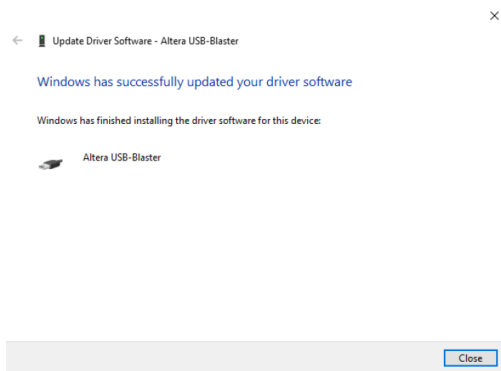 Update Driver Software - Altera USB-Blaster
Windows has successfully updated your driver software
Windows has finished installing the driver software for this device:
Altera USB-Blaster
Close